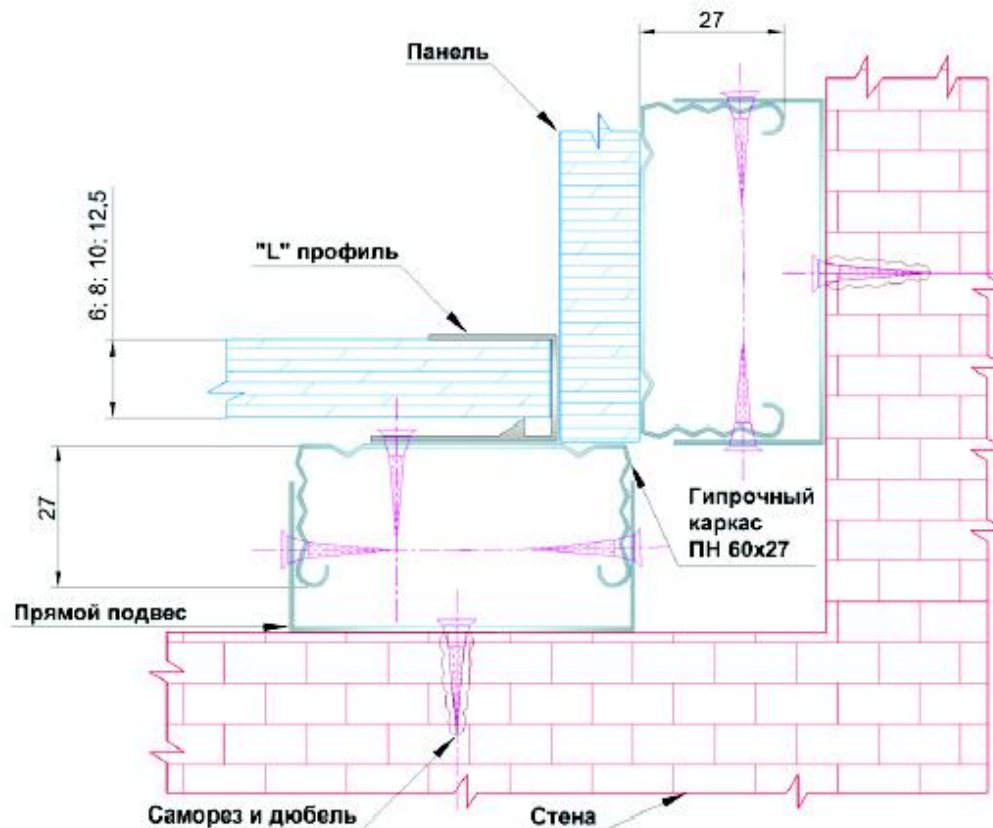 27
Панель
6; 8; 10; 12,5
"L" профиль
27
Гипрочный
каркас
ПН 60x27
Прямой подвес
Саморез и дюбель
Стена